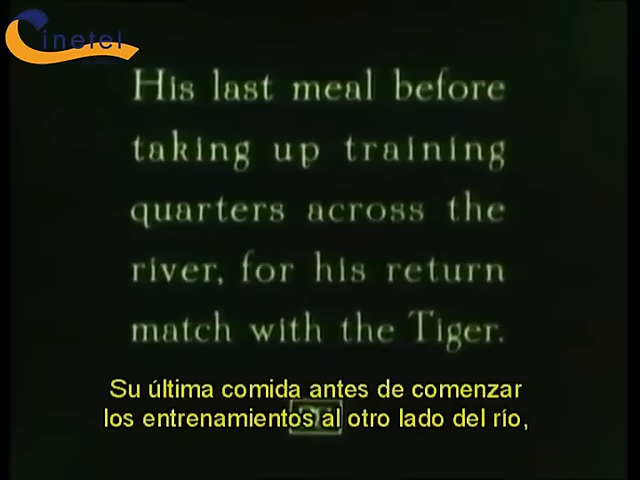 Cinetel
His last meal before
taking up training
quarters across the
river, for his return
match with the Tiger.
Su última comida antes de comenzar
los entrenamientos al otro lado del río,